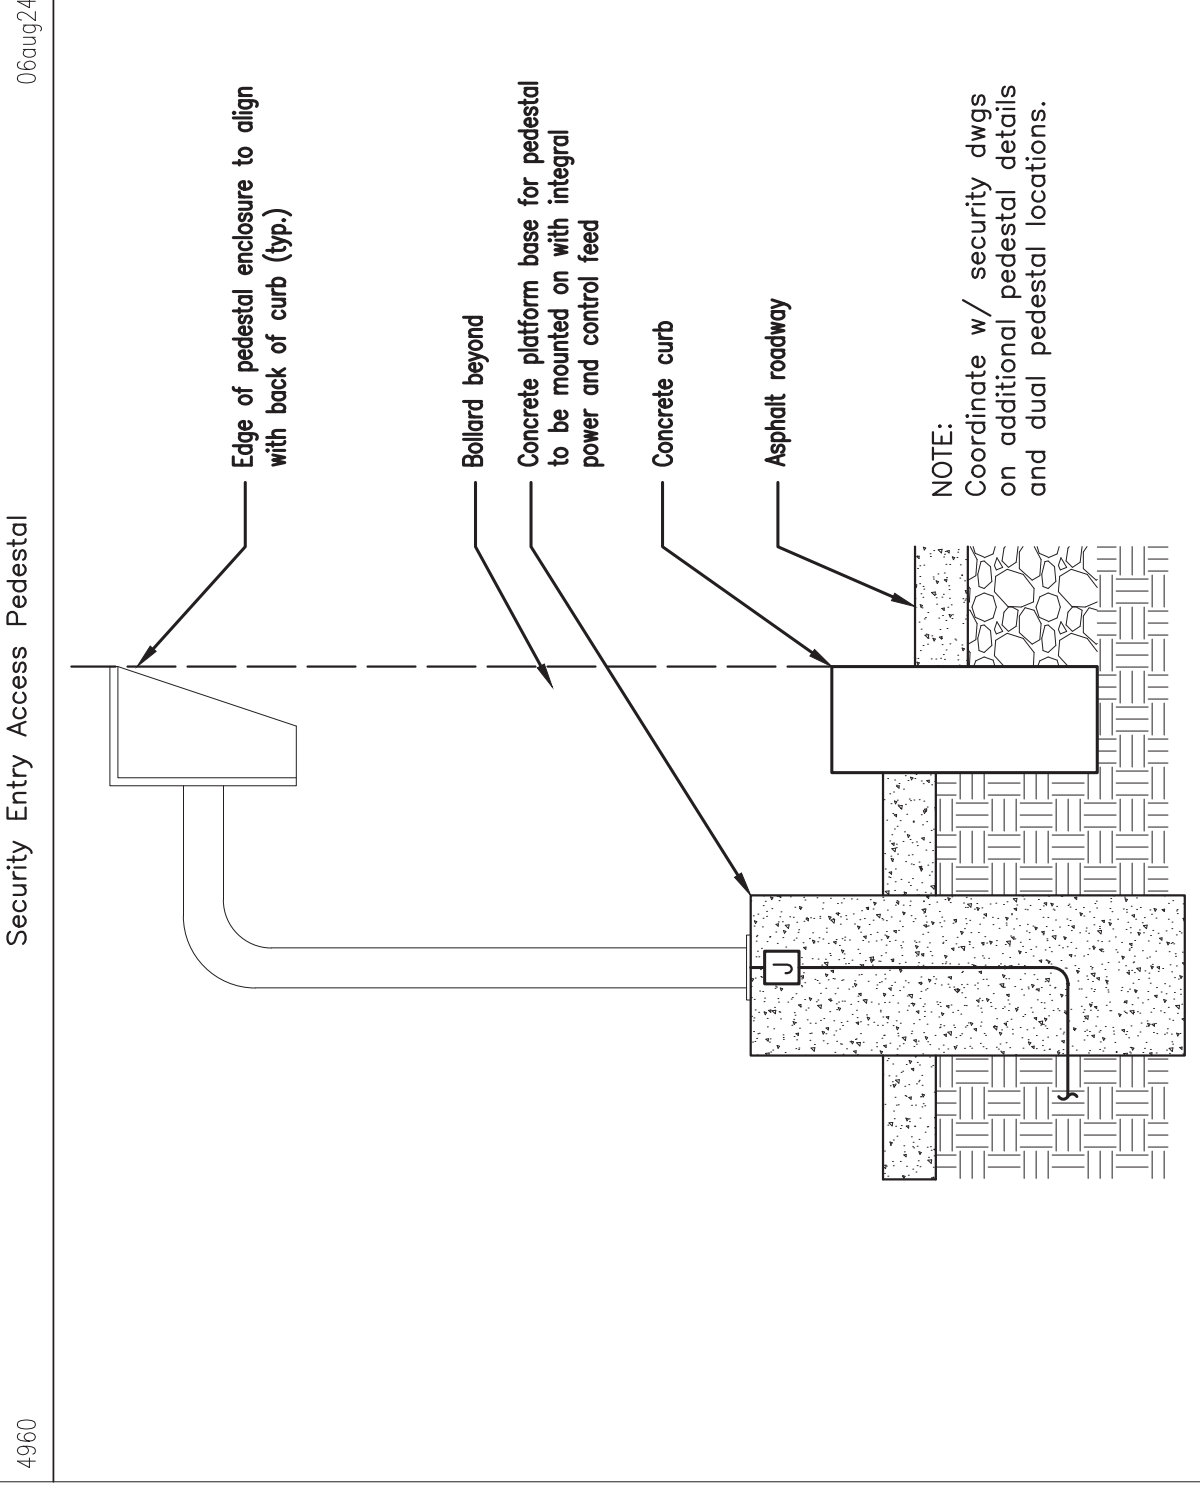 4960
Security Entry Access Pedestal
06aug24
Edge of pedestal enclosure to align
with back of curb (typ.)
Bollard beyond
Concrete platform base for pedestal
to be mounted on with integral
power and control feed
Concrete curb
Asphalt roadway
NOTE:
Coordinate w/ security dwgs
on additional pedestal details
and dual pedestal locations.
J